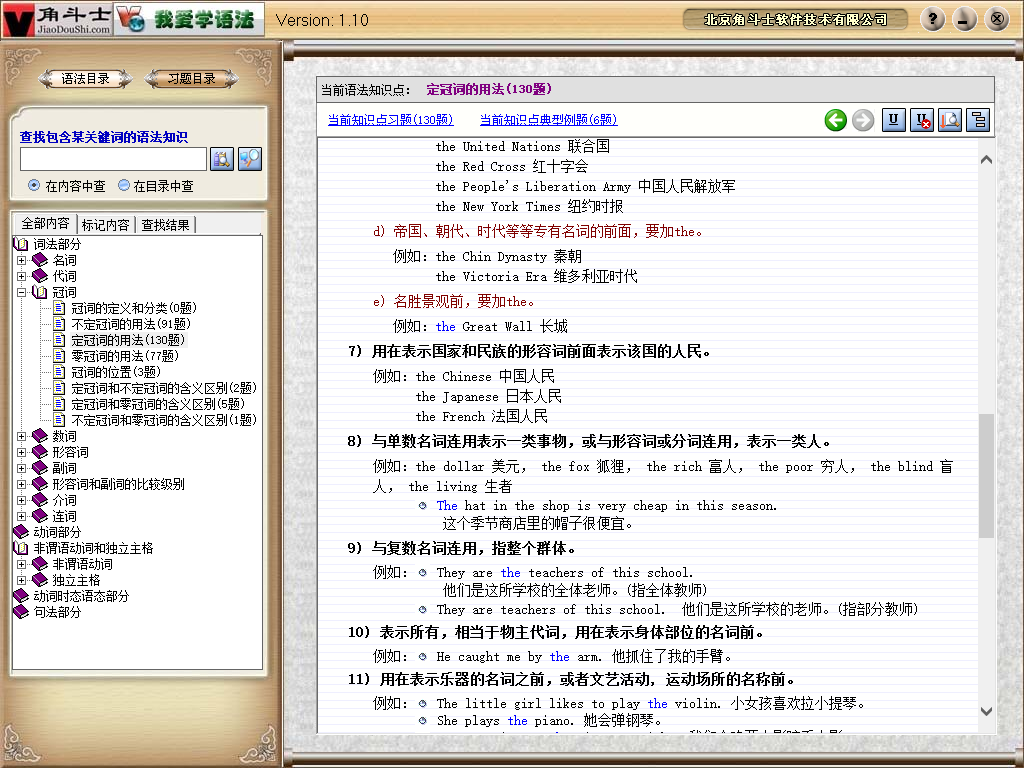 角斗士
JiaoDouShi.com
我爱学语法
Version: 1.10
北京角斗士软件技术有限公司
语法目录
习题目录
查找包含某关键词的语法知识
在内容中查
在目录中查
全部内容
标记内容
查找结果
词法部分
名词
代词
冠词
冠词的定义和分类(0题)
不定冠词的用法(91题)
定冠词的用法(130题)
零冠词的用法(77题)
冠词的位置(3题)
定冠词和不定冠词的含义区别(2题)
定冠词和零冠词的含义区别(5题)
不定冠词和零冠词的含义区别(1题)
数词
形容词
副词
形容词和副词的比较级别
介词
连词
动词部分
非谓语动词和独立主格
非谓语动词
独立主格
动词时态语态部分
句法部分
当前语法知识点： 定冠词的用法(130题)
当前知识点习题(130题)
当前知识点典型例题(6题)
the United Nations 联合国
the Red Cross 红十字会
the People's Liberation Army 中国人民解放军
the New York Times 纽约时报
d) 帝国、朝代、时代等等专有名词的前面，要加the。
例如：the Chin Dynasty 秦朝
the Victoria Era 维多利亚时代
e) 名胜景观前，要加the。
例如：the Great Wall 长城
7) 用在表示国家和民族的形容词前面表示该国的人民。
例如：the Chinese 中国人民
the Japanese 日本人民
the French 法国人民
8) 与单数名词连用表示一类事物，或与形容词或分词连用，表示一类人。
例如：the dollar 美元， the fox 狐狸， the rich 富人， the poor 穷人， the blind 盲
人， the living 生者
The hat in the shop is very cheap in this season.
这个季节商店里的帽子很便宜。
9) 与复数名词连用，指整个群体。
例如： They are the teachers of this school.
他们是这所学校的全体老师。(指全体教师)
They are teachers of this school. 他们是这所学校的老师。(指部分教师)
10) 表示所有，相当于物主代词，用在表示身体部位的名词前。
例如： He caught me by the arm. 他抓住了我的手臂。
11) 用在表示乐器的名词之前，或者文艺活动, 运动场所的名称前。
例如： The little girl likes to play the violin. 小女孩喜欢拉小提琴。
She plays the piano. 她会弹钢琴。